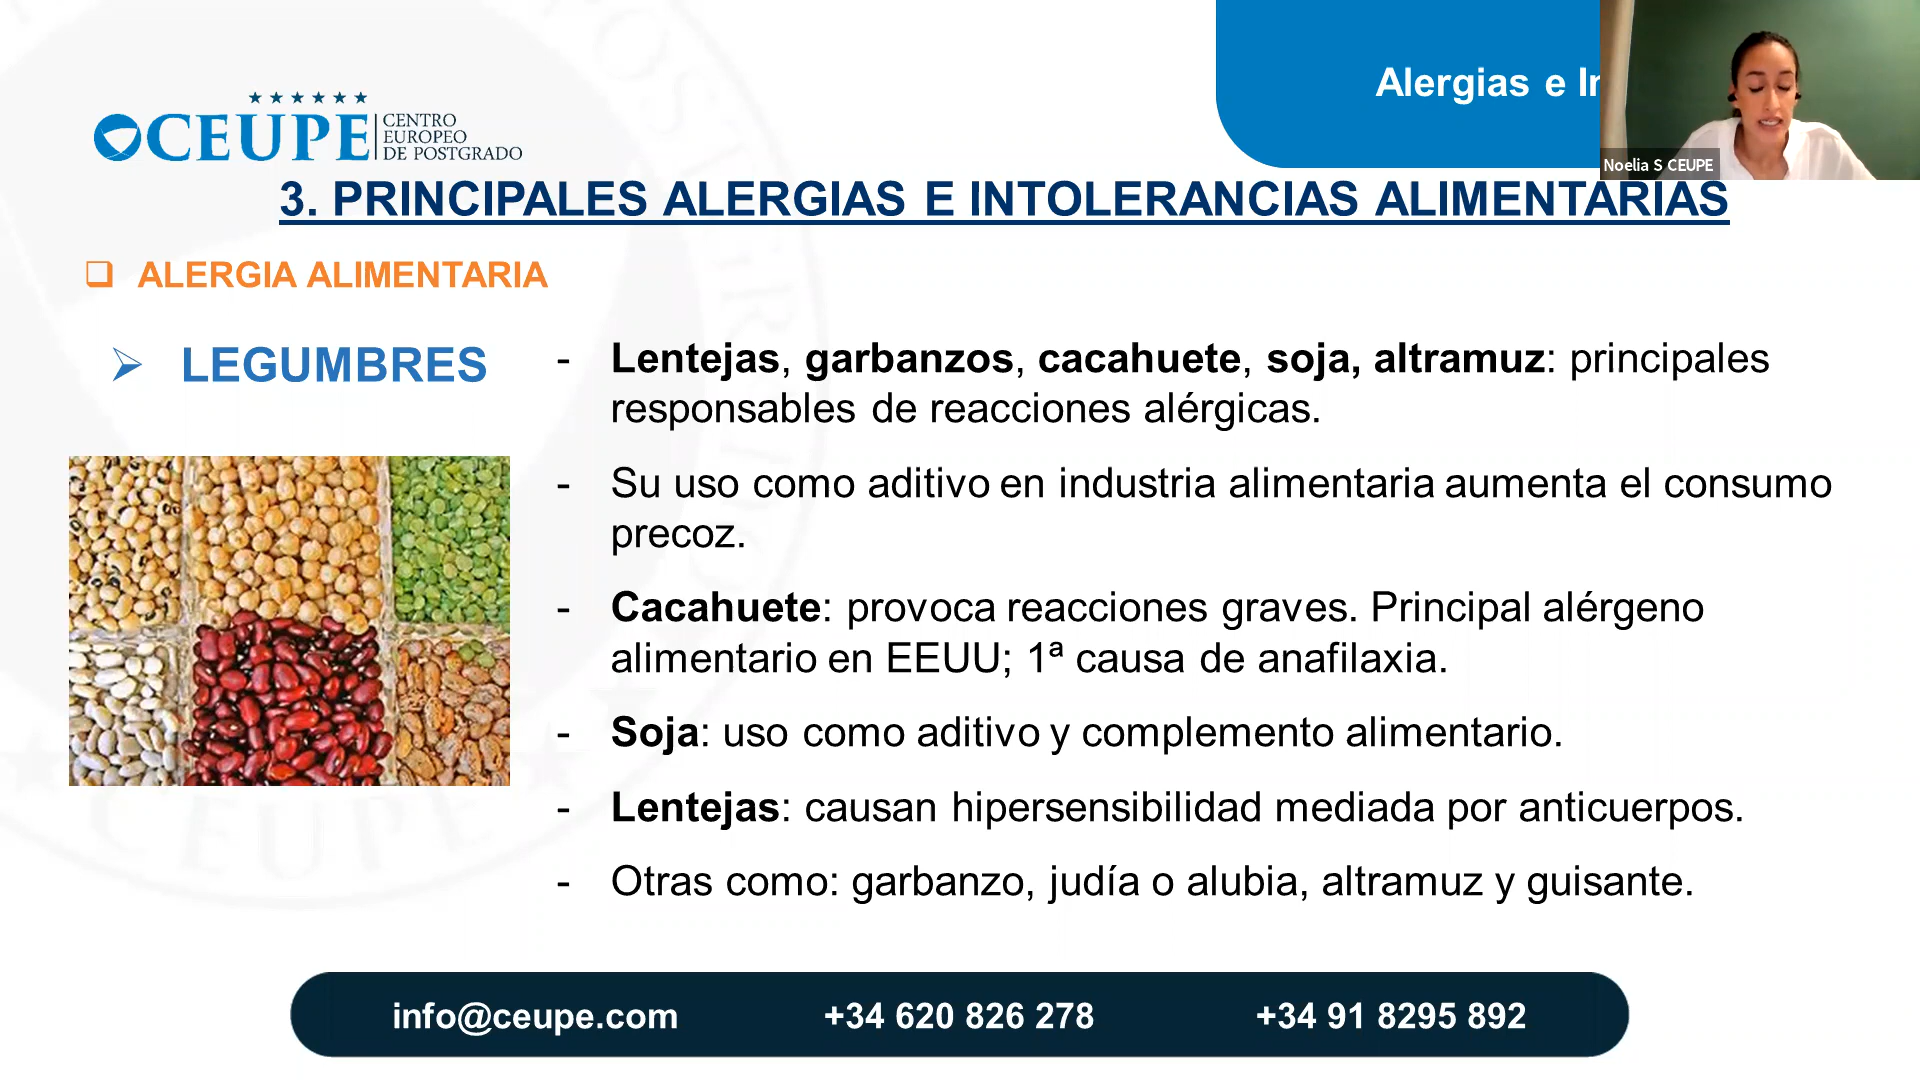 Alergias e In
CEUPE
CENTRO
EUROPEO
DE POSTGRADO
Noelia S CEUPE
3. PRINCIPALES ALERGIAS E INTOLERANCIAS ALIMENTARIAS
❑ ALERGIA ALIMENTARIA
➢ LEGUMBRES
- Lentejas, garbanzos, cacahuete, soja, altramuz: principales
responsables de reacciones alérgicas.
- Su uso como aditivo en industria alimentaria aumenta el consumo
precoz.
- Cacahuete: provoca reacciones graves. Principal alérgeno
alimentario en EEUU; 1ª causa de anafilaxia.
- Soja: uso como aditivo y complemento alimentario.
- Lentejas: causan hipersensibilidad mediada por anticuerpos.
- Otras como: garbanzo, judía o alubia, altramuz y guisante.
info@ceupe.com +34 620 826 278 +34 91 8295 892